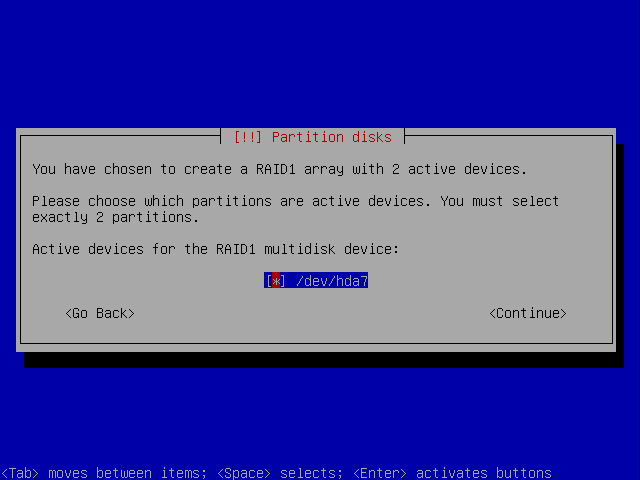 [!!] Partition disks
You have chosen to create a RAID1 array with 2 active devices.
Please choose which partitions are active devices. You must select
exactly 2 partitions.
Active devices for the RAID1 multidisk device:
[*] /dev/hda7
<Go Back> <Continue>
<Tab> moves between items; <Space> selects; <Enter> activates buttons